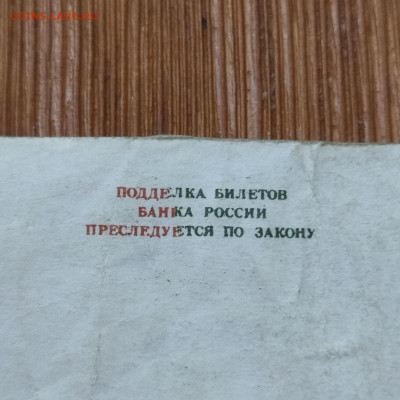 ПОДДЕЛКА БИЛЕТОВ
БАНКА РОССИИ
ПРЕСЛЕДУЕТСЯ ПО ЗАКОНУ